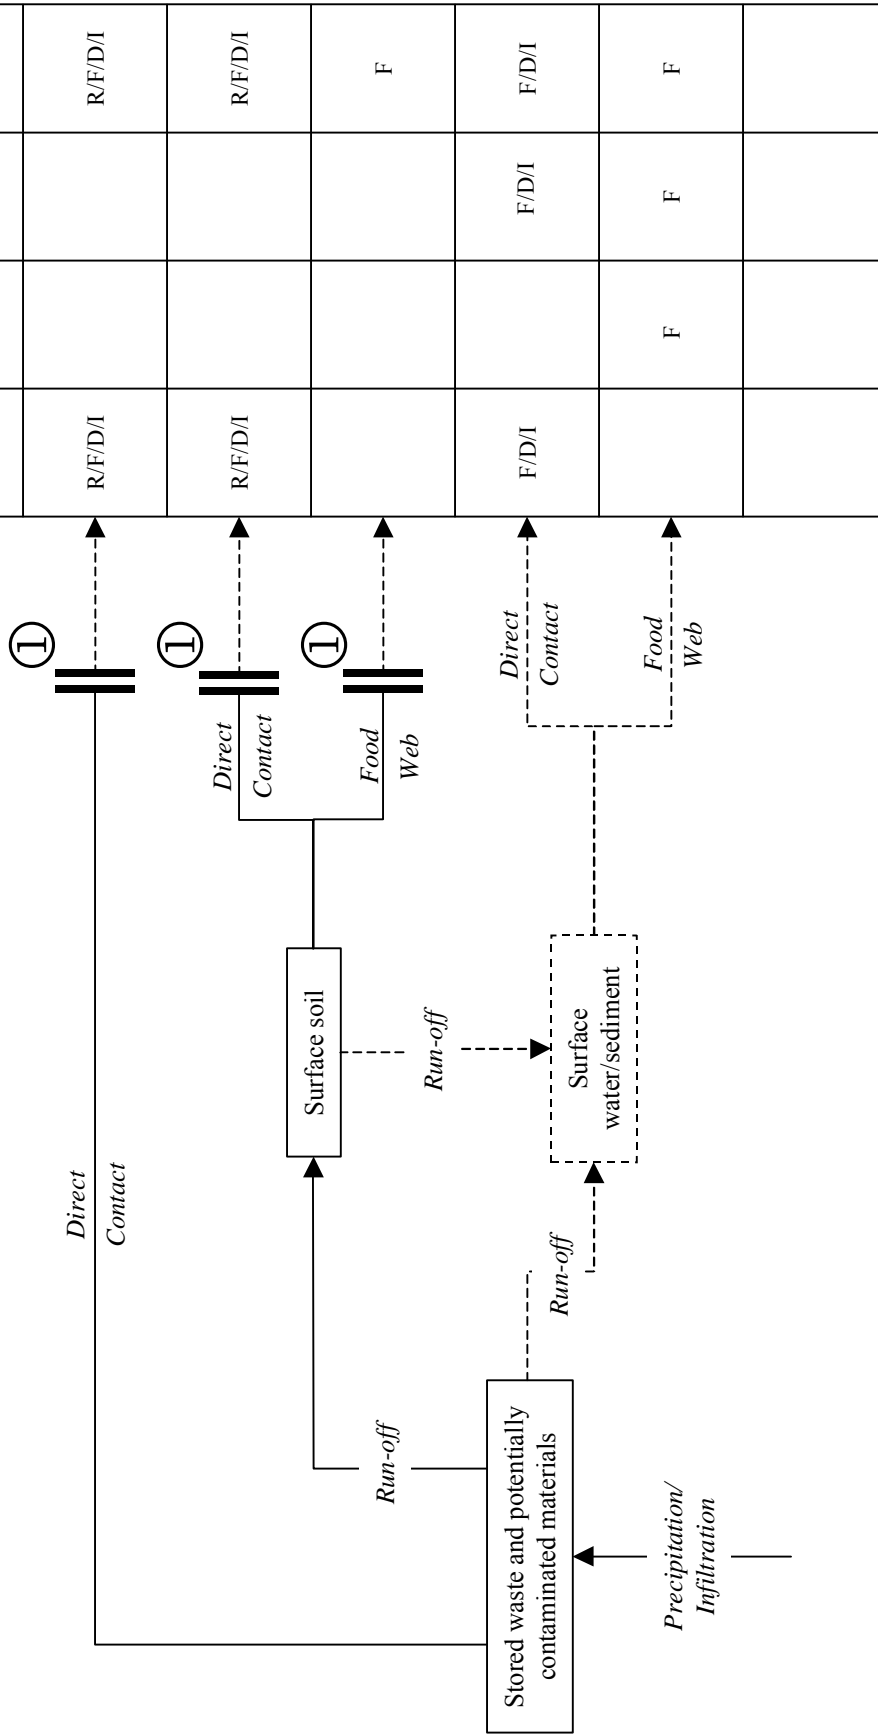 Direct
Contact
①
R/F/D/I
R/F/D/I
Direct
Contact
①
R/F/D/I
R/F/D/I
Surface soil
Food
Web
①
F
Run-off
Run-off
Direct
Contact
F/D/I
F/D/I
F/D/I
Stored waste and potentially
contaminated materials
Run-off
Surface
water/sediment
Food
Web
F
F
F
Precipitation/
Infiltration